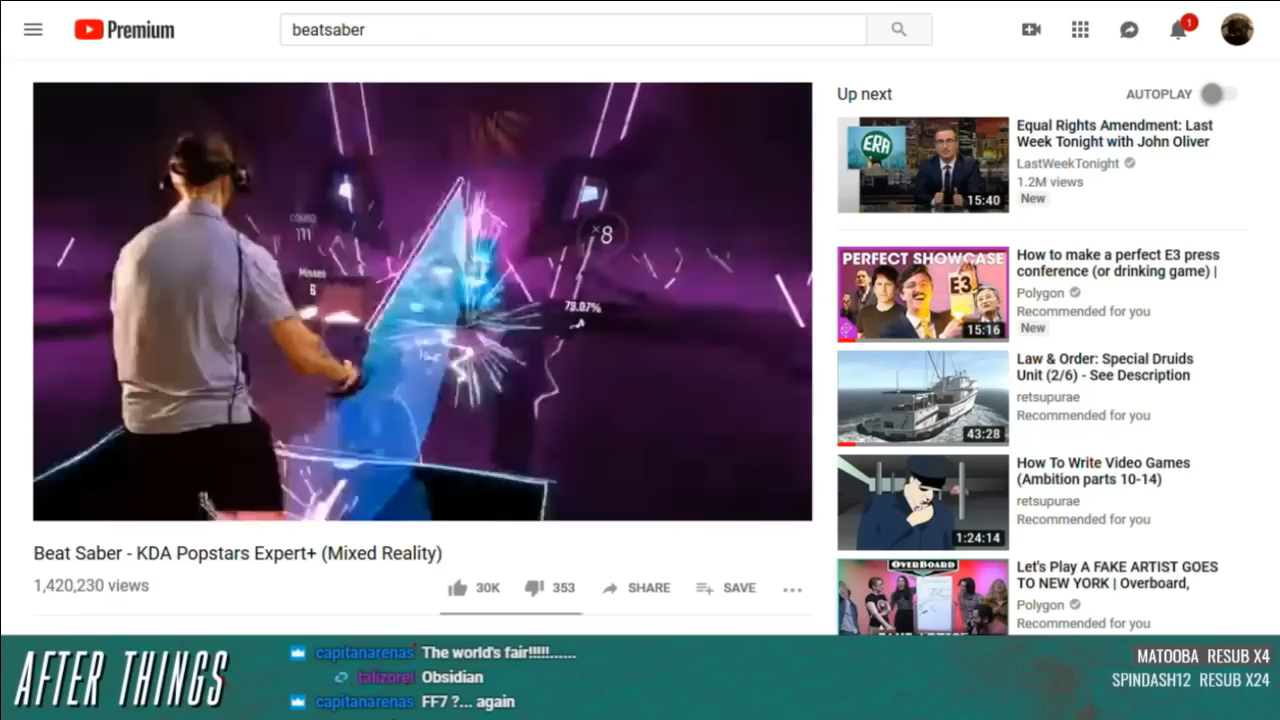 Premium
beatsaber
1
COMBO
171
Misses
6
×8
78.07%
Beat Saber - KDA Popstars Expert+ (Mixed Reality)
1,420,230 views
30K
353
SHARE
SAVE
Up next
AUTOPLAY
ERA
15:40
Equal Rights Amendment: Last
Week Tonight with John Oliver
LastWeekTonight
1.2M views
New
PERFECT SHOWCASE
E3
15:16
How to make a perfect E3 press
conference (or drinking game) |
Polygon
Recommended for you
New
43:28
Law & Order: Special Druids
Unit (2/6) - See Description
retsupurae
Recommended for you
1:24:14
How To Write Video Games
(Ambition parts 10-14)
retsupurae
Recommended for you
OVERBOARD
Let's Play A FAKE ARTIST GOES
TO NEW YORK | Overboard,
Polygon
Recommended for you
AFTER THINGS
capitanarenas The world's fair!!!!!......
talizorel Obsidian
capitanarenas FF7 ?... again
MATOOBA RESUB X4
SPINDASH12 RESUB X24